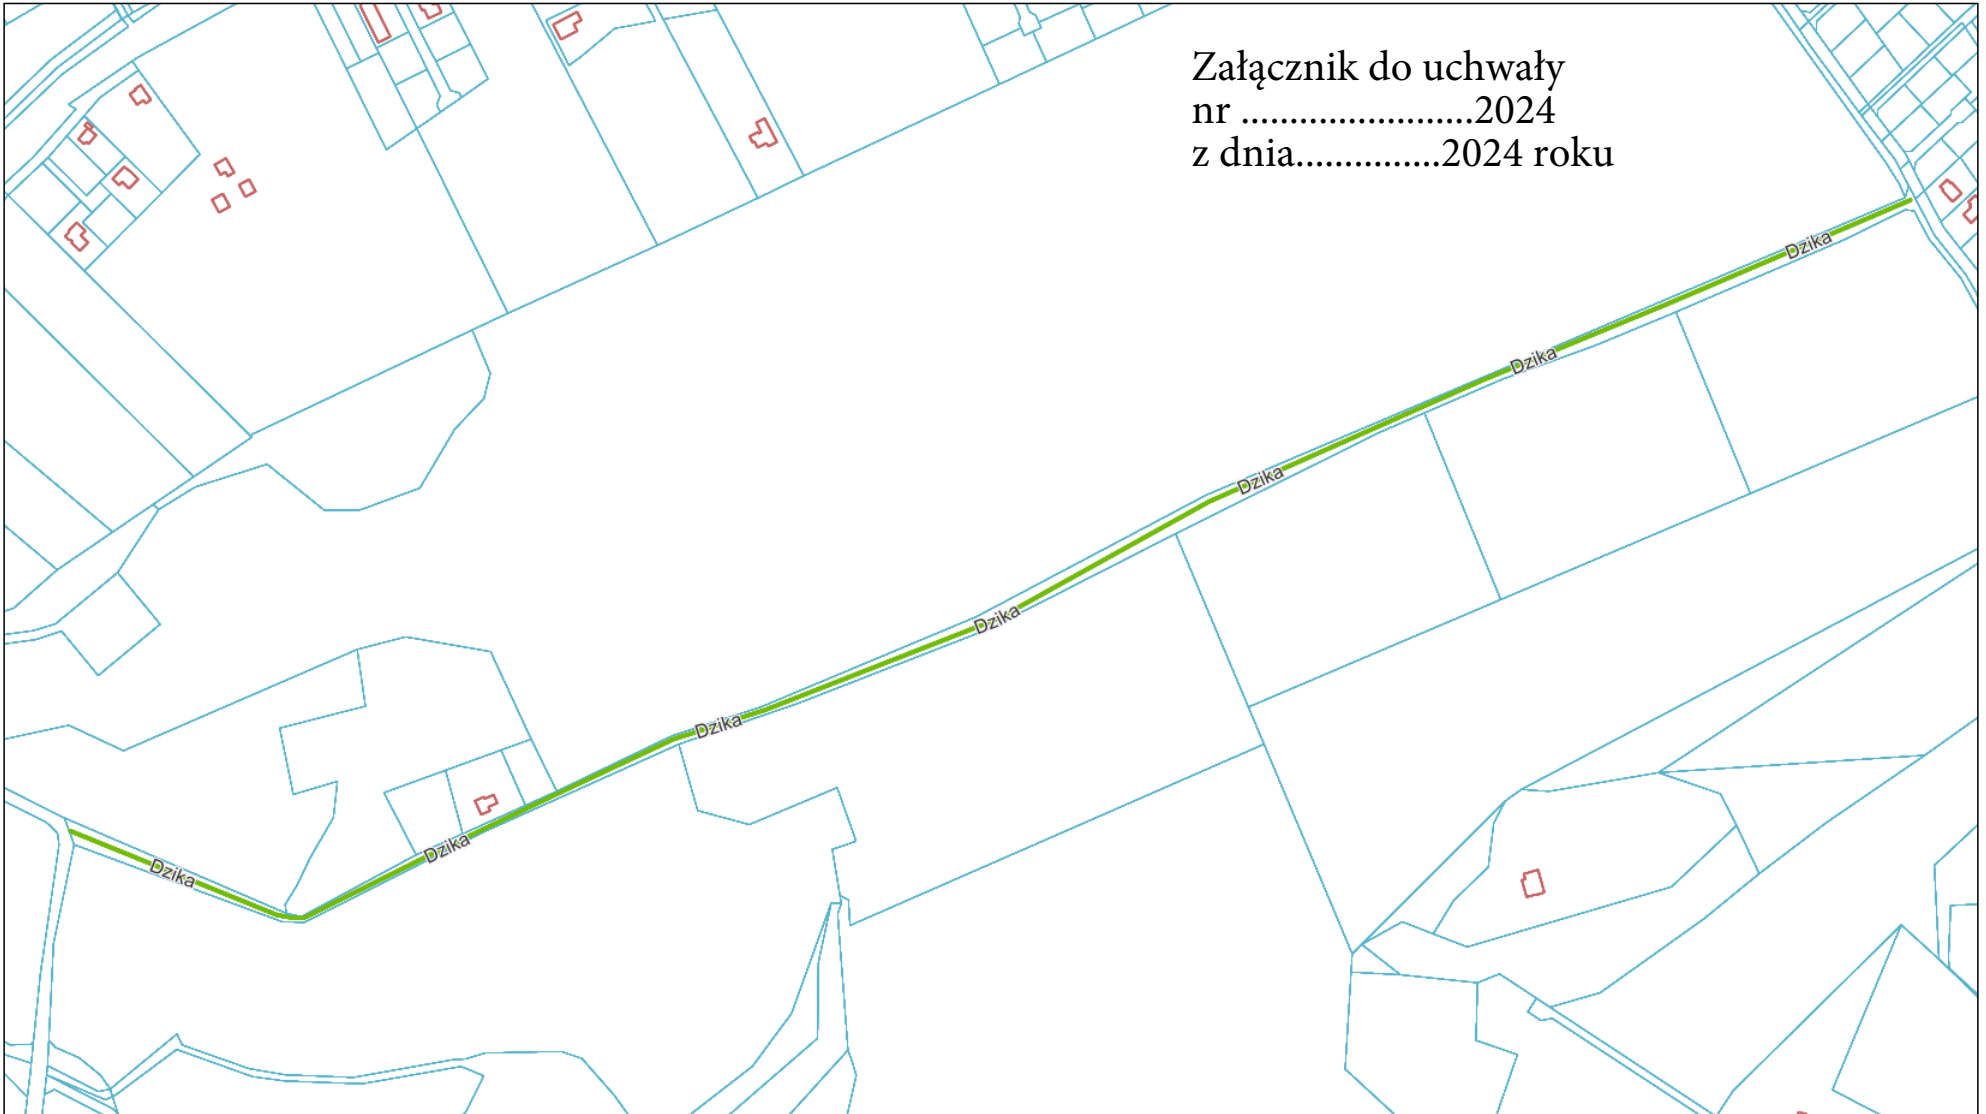 Załącznik do uchwały
nr ........................2024
z dnia...............2024 roku
Dzika
Dzika
Dzika
Dzika
Dzika
Dzika
Dzika